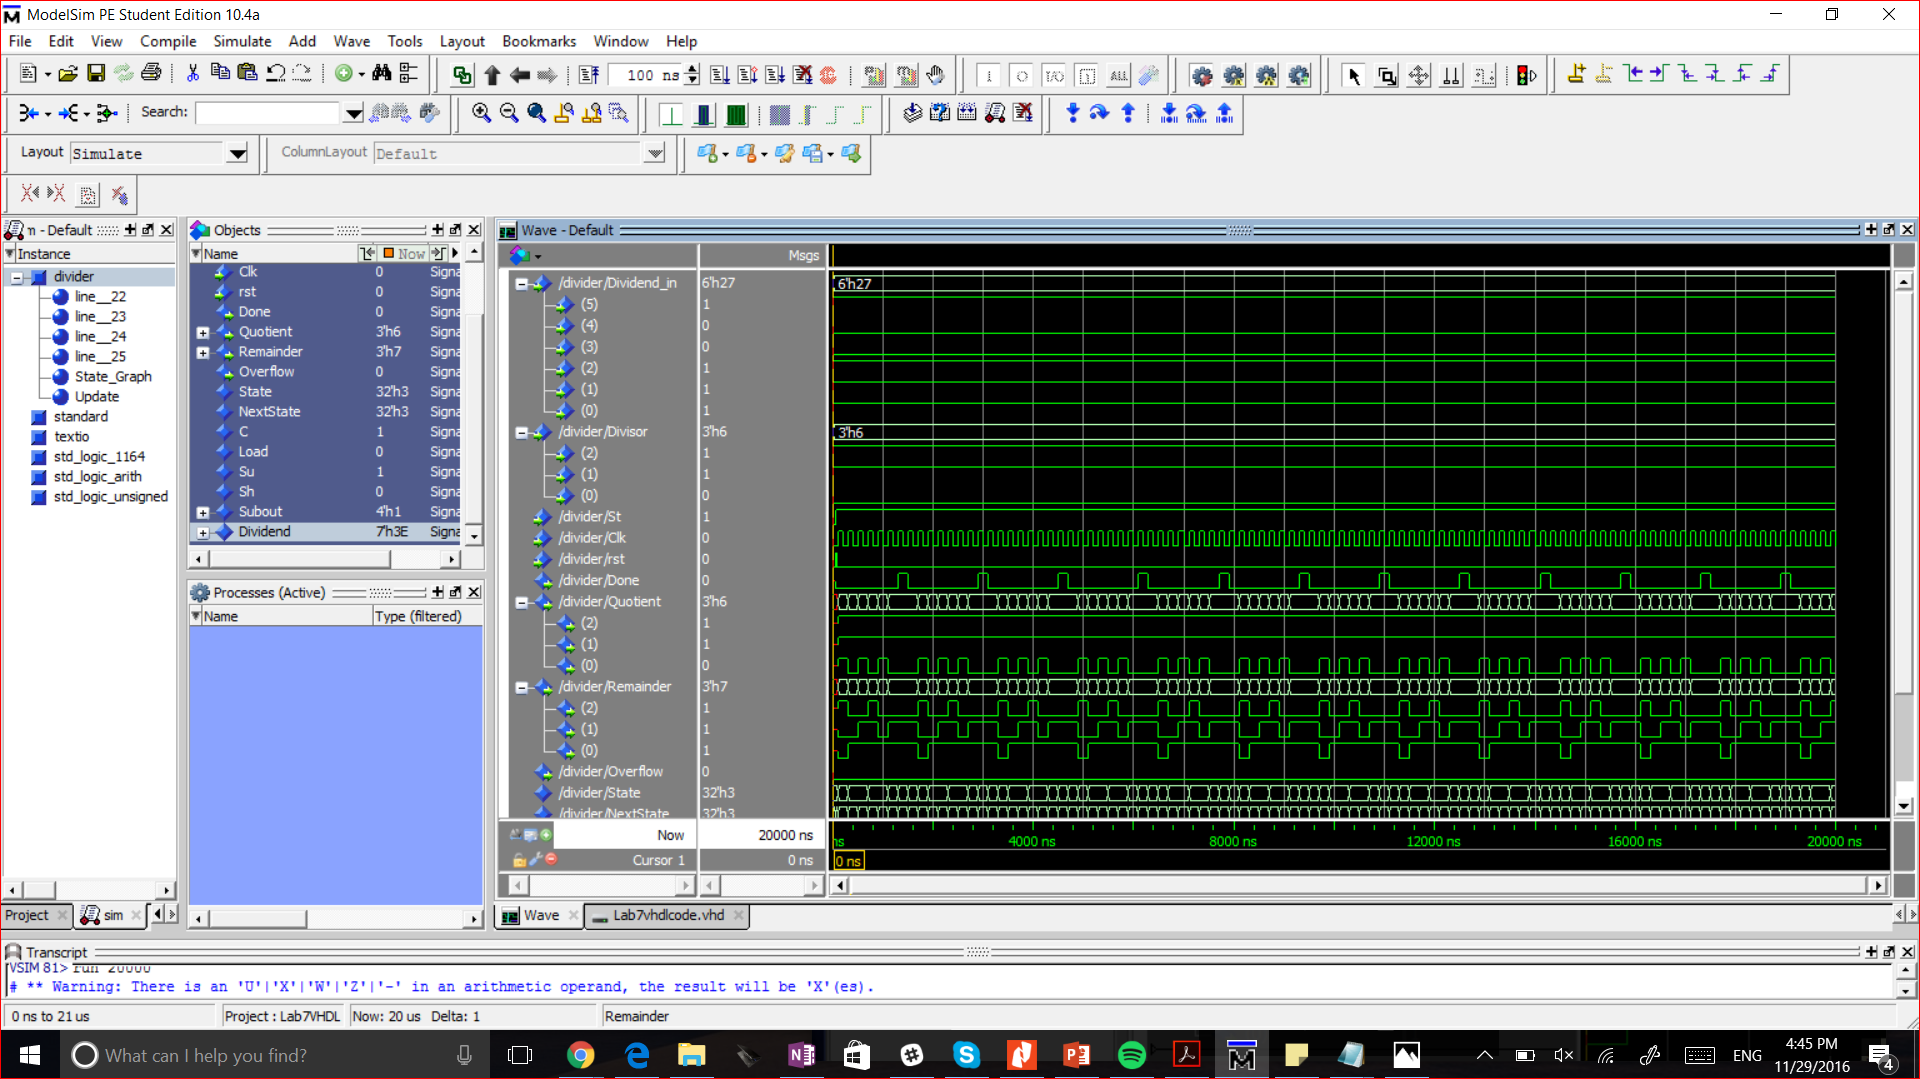 ModelSim PE Student Edition 10.4a
File Edit View Compile Simulate Add Wave Tools Layout Bookmarks Window Help
100 ns
Search:
Layout Simulate ColumnLayout Default
m - Default
Instance
divider
line__22
line__23
line__24
line__25
State_Graph
Update
standard
textio
std_logic_1164
std_logic_arith
std_logic_unsigned
Project sim
Objects
Name Now
Clk 0 Signa
rst 0 Signa
Done 0 Signa
Quotient 3'h6 Signa
Remainder 3'h7 Signa
Overflow 0 Signa
State 32'h3 Signa
NextState 32'h3 Signa
C 1 Signa
Load 0 Signa
Su 1 Signa
Sh 0 Signa
Subout 4'h1 Signa
Dividend 7'h3E Signa
Processes (Active)
Name Type (filtered)
Wave - Default
Msgs
/divider/Dividend_in 6'h27 6'h27
(5) 1
(4) 0
(3) 0
(2) 1
(1) 1
(0) 1
/divider/Divisor 3'h6 3'h6
(2) 1
(1) 1
(0) 0
/divider/St 1
/divider/Clk 0
/divider/rst 0
/divider/Done 0
/divider/Quotient 3'h6
(2) 1
(1) 1
(0) 0
/divider/Remainder 3'h7
(2) 1
(1) 1
(0) 1
/divider/Overflow 0
/divider/State 32'h3
/divider/NextState 32'h3
Now 20000 ns ns 4000 ns 8000 ns 12000 ns 16000 ns 20000 ns
Cursor 1 0 ns 0 ns
Wave Lab7vhdlcode.vhd
Transcript
VSIM 81> run 20000
# ** Warning: There is an 'U'|'X'|'W'|'Z'|'-' in an arithmetic operand, the result will be 'X'(es).
0 ns to 21 us Project : Lab7VHDL Now: 20 us Delta: 1 Remainder
What can I help you find? ENG 4:45 PM
11/29/2016 4